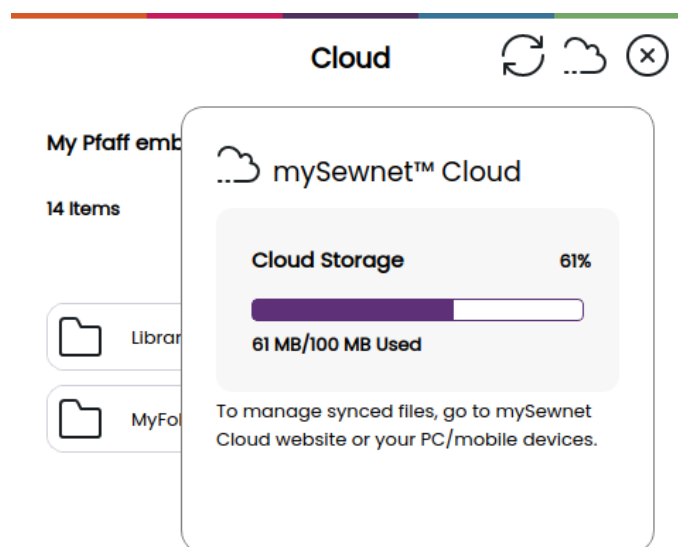 Cloud
My Pfaff emb
14 Items
Librar
MyFol
mySewnet™ Cloud
Cloud Storage 61%
61 MB/100 MB Used
To manage synced files, go to mySewnet
Cloud website or your PC/mobile devices.